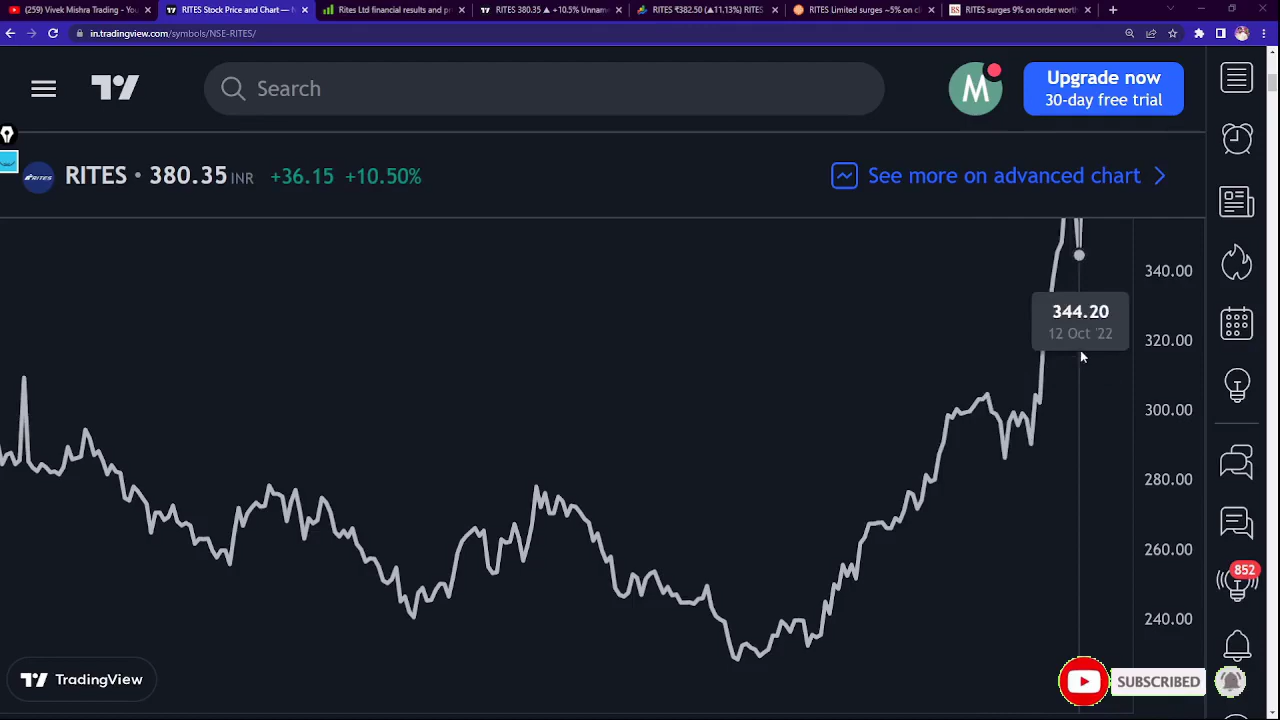 (259) Vivek Mishra Trading - You
RITES Stock Price and Chart — N
Rites Ltd financial results and pr
RITES 380.35 ▲ +10.5% Unnam
RITES ₹382.50 (▲11.13%) RITES
RITES Limited surges ~5% on cl
RITES surges 9% on order worth
in.tradingview.com/symbols/NSE-RITES/
Search
M
Upgrade now
30-day free trial
RITES
RITES • 380.35 INR +36.15 +10.50%
See more on advanced chart
340.00
344.20
12 Oct '22
320.00
300.00
280.00
260.00
240.00
852
TradingView
SUBSCRIBED